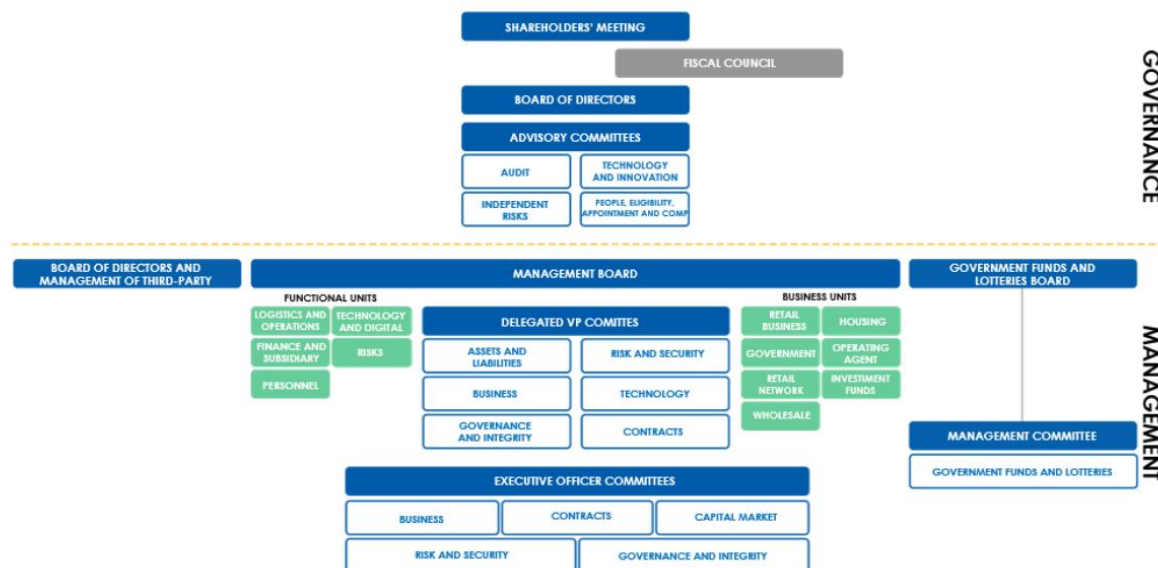 SHAREHOLDERS' MEETING
FISCAL COUNCIL
BOARD OF DIRECTORS
ADVISORY COMMITTEES
AUDIT
TECHNOLOGY
AND INNOVATION
INDEPENDENT
RISKS
PEOPLE, ELIGIBILITY,
APPOINTMENT AND COMP
GOVERNANCE
BOARD OF DIRECTORS AND
MANAGEMENT OF THIRD-PARTY
MANAGEMENT BOARD
GOVERNMENT FUNDS AND
LOTTERIES BOARD
FUNCTIONAL UNITS
LOGISTICS AND
OPERATIONS
TECHNOLOGY
AND DIGITAL
FINANCE AND
SUBSIDIARY
RISKS
PERSONNEL
DELEGATED VP COMITTES
ASSETS AND
LIABILITIES
RISK AND SECURITY
BUSINESS
TECHNOLOGY
GOVERNANCE
AND INTEGRITY
CONTRACTS
BUSINESS UNITS
RETAIL
BUSINESS
HOUSING
GOVERNMENT
OPERATING
AGENT
RETAIL
NETWORK
INVESTIMENT
FUNDS
WHOLESALE
MANAGEMENT COMMITTEE
GOVERNMENT FUNDS AND LOTTERIES
MANAGEMENT
EXECUTIVE OFFICER COMMITTEES
BUSINESS
CONTRACTS
CAPITAL MARKET
RISK AND SECURITY
GOVERNANCE AND INTEGRITY